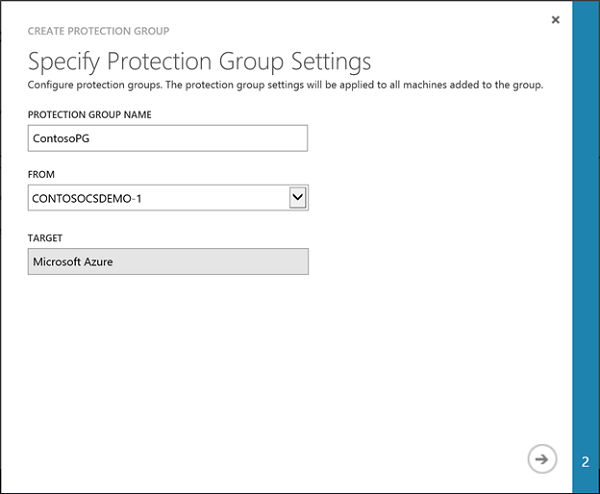 CREATE PROTECTION GROUP
Specify Protection Group Settings
Configure protection groups. The protection group settings will be applied to all machines added to the group.
PROTECTION GROUP NAME
ContosoPG
FROM
CONTOSOCSDEMO-1
TARGET
Microsoft Azure
2